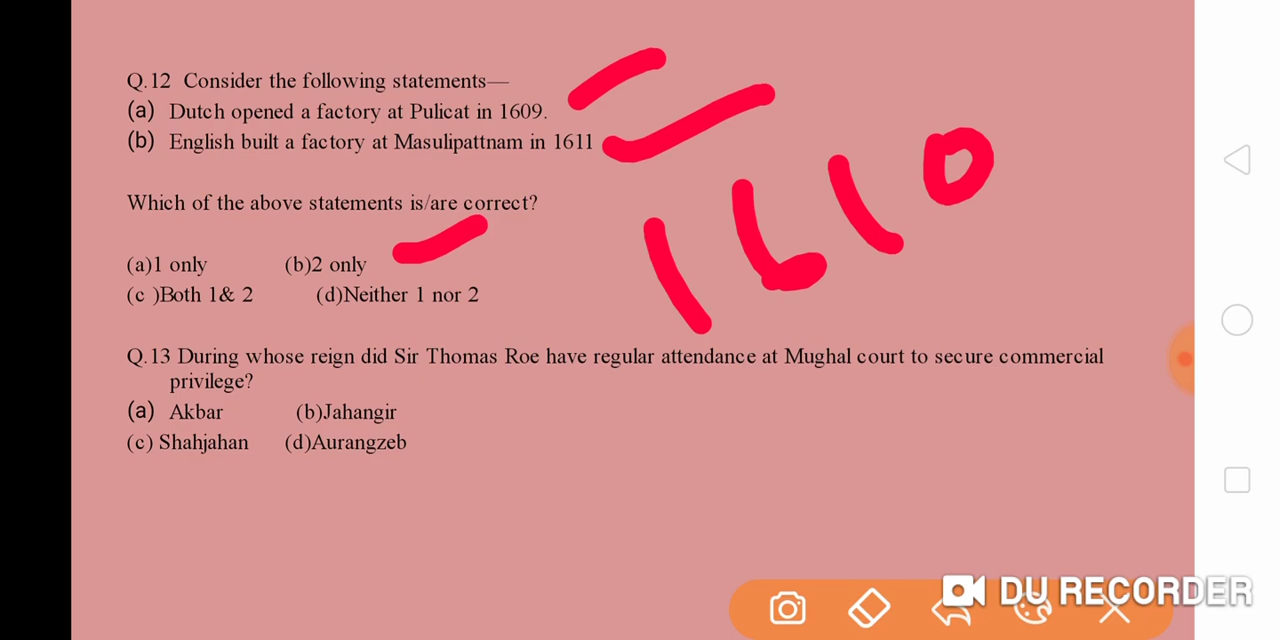 Q.12 Consider the following statements—
(a) Dutch opened a factory at Pulicat in 1609.
(b) English built a factory at Masulipattnam in 1611
1610
Which of the above statements is/are correct?
(a)1 only (b)2 only
(c )Both 1& 2 (d)Neither 1 nor 2
Q.13 During whose reign did Sir Thomas Roe have regular attendance at Mughal court to secure commercial
privilege?
(a) Akbar (b)Jahangir
(c) Shahjahan (d)Aurangzeb
DU RECORDER